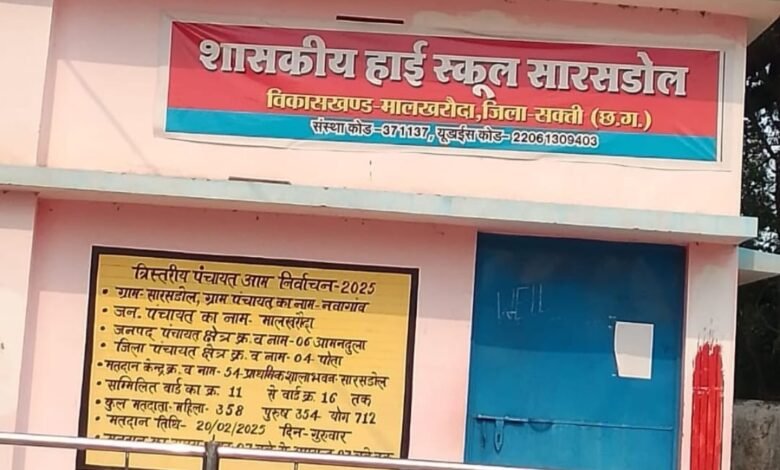 शासकीय हाई स्कूल सारसडोल
विकासखण्ड-मालखरौदा,जिला-सक्ती (छ.ग.)
संस्था कोड-371137, यूडाईस कोड- 22061309403
त्रिस्तरीय पंचायत आम निर्वाचन-2025
• ग्राम-सारसडोल, ग्राम पंचायत का नाम- नवागांव
• जन. पंचायत का नाम- मालखरौदा
• जनपद पंचायत क्षेत्र क्र. व नाम-06 आमनदुला
• जिला पंचायत क्षेत्र क्र. व नाम-04-पोता
• मतदान केन्द्र क्र. व नाम-54-प्राथमिक शाला भवन-सारसडोल
• सम्मिलित वार्ड का क्र. 11 से वार्ड क्र. 16 तक
• कुल मतदाता-महिला- 358 पुरुष 354 योग 712
• मतदान तिथि- 20/02/2025 दिन-गुरुवार